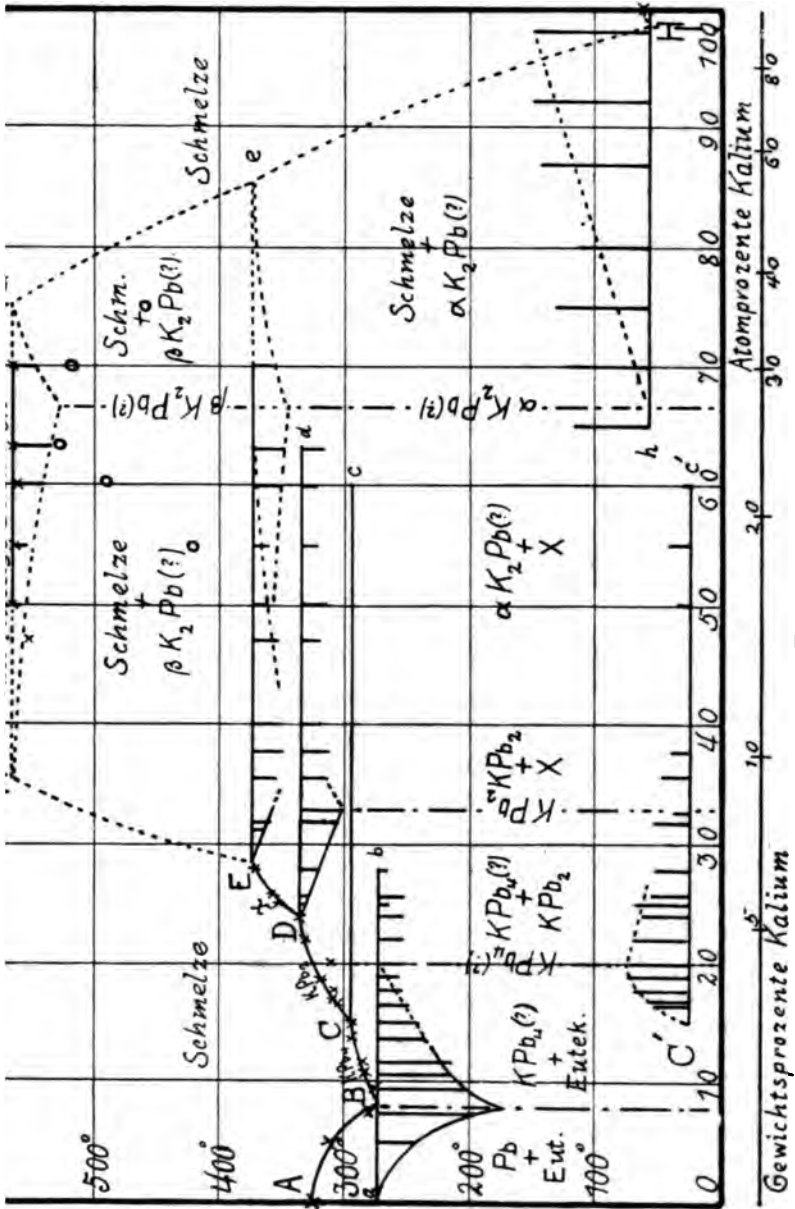 500°
400°
300°
200°
100°
Schmelze
Schmelze
Schm.
+
β K₂Pb(?)
Schmelze
+
β K₂Pb(?)
β K₂Pb(?)
Schmelze
+
α K₂Pb(?)
α K₂Pb(?)
α K₂Pb(?)
+
X
KPb₂
+
X
KPb₂
KPb₄(?)
+
KPb₂
KPb₄(?)
KPb₄(?)
+
Eutek.
Pb
+
Eut.
KPb₂
KPb₄
A
B
C
D
E
e
d
c
b
a
H
h
C'
c'
0
10
20
30
40
50
60
70
80
90
100
Atomprozente Kalium
5
10
20
30
40
60
80
Gewichtsprozente Kalium